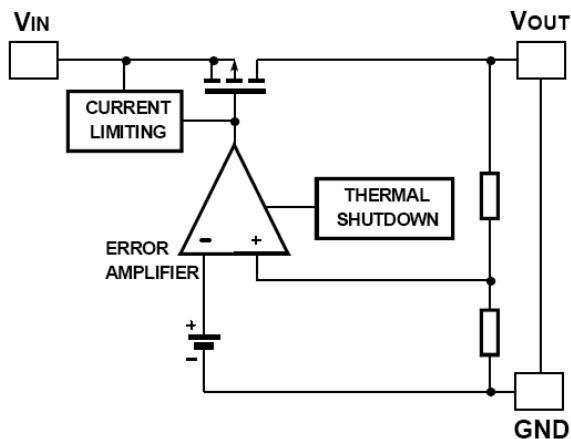 VIN
VOUT
CURRENT
LIMITING
THERMAL
SHUTDOWN
- +
ERROR
AMPLIFIER
+
-
GND